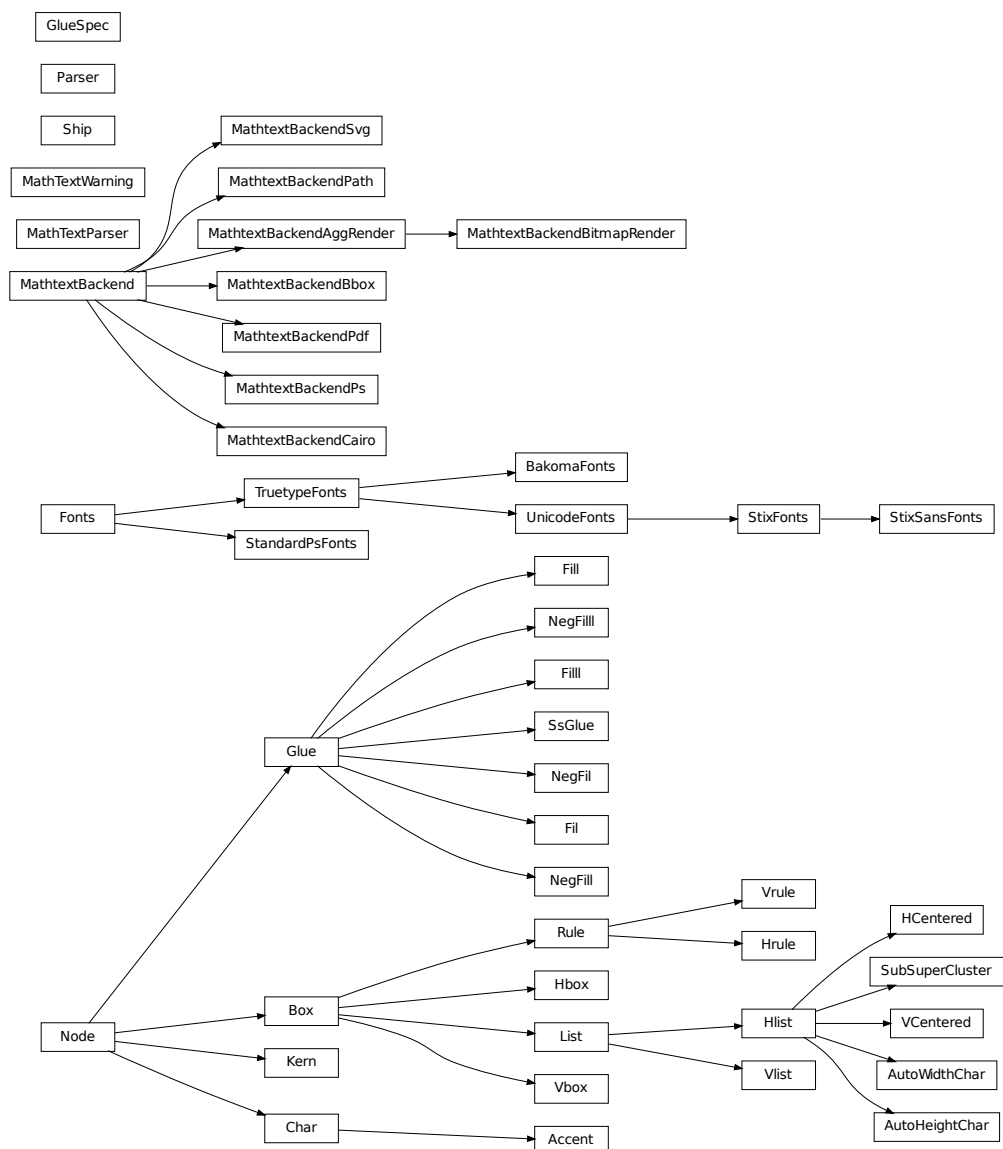 GlueSpec
Parser
Ship
MathtextBackendSvg
MathTextWarning
MathtextBackendPath
MathTextParser
MathtextBackendAggRender
MathtextBackendBitmapRender
MathtextBackend
MathtextBackendBbox
MathtextBackendPdf
MathtextBackendPs
MathtextBackendCairo
BakomaFonts
TruetypeFonts
Fonts
UnicodeFonts
StixFonts
StixSansFonts
StandardPsFonts
Fill
NegFilll
Filll
SsGlue
Glue
NegFil
Fil
NegFill
Vrule
HCentered
Rule
Hrule
SubSuperCluster
Hbox
Box
Hlist
VCentered
Node
List
Kern
Vlist
AutoWidthChar
Vbox
Char
AutoHeightChar
Accent